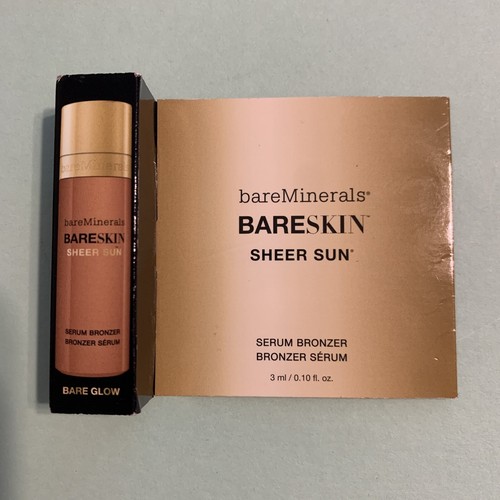 bareMinerals
BARESKIN
SHEER SUN
SERUM BRONZER
BRONZER SÉRUM
BARE GLOW
bareMinerals®
BARESKIN™
SHEER SUN®
SERUM BRONZER
BRONZER SÉRUM
3 ml / 0.10 fl. oz.